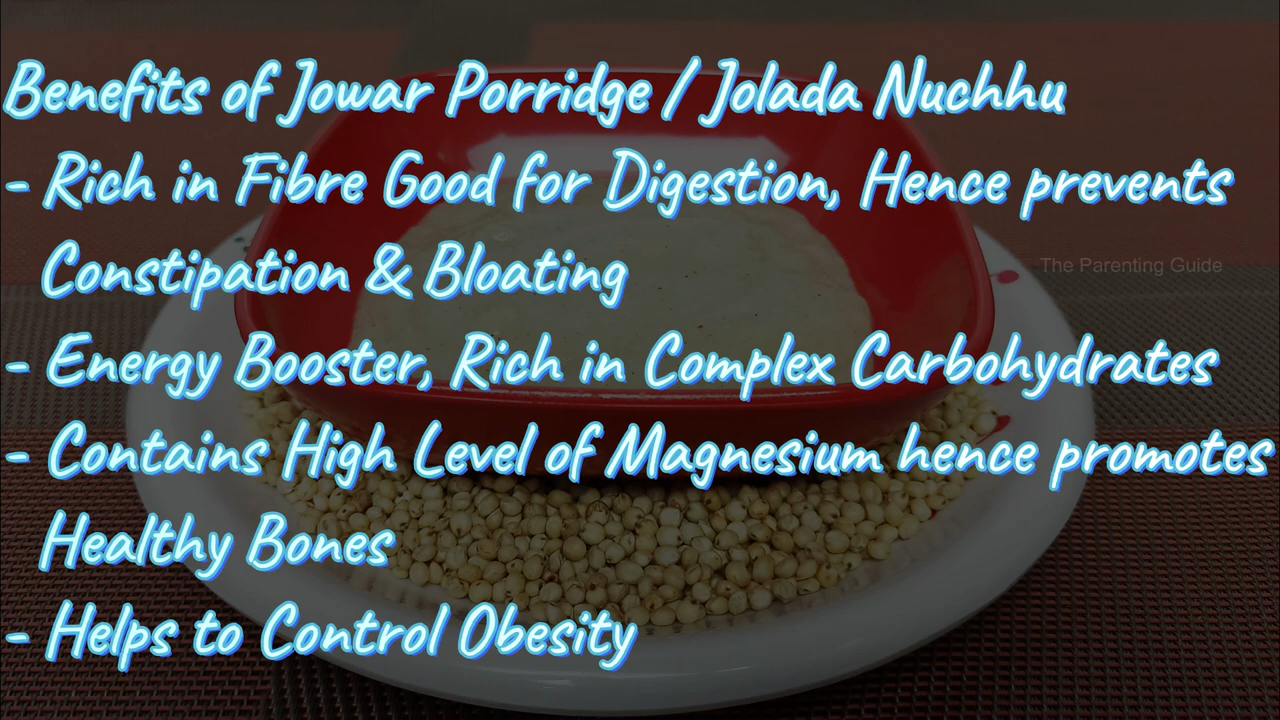 Benefits of Jowar Porridge / Jolada Nuchhu
- Rich in Fibre Good for Digestion, Hence prevents
Constipation & Bloating
The Parenting Guide
- Energy Booster, Rich in Complex Carbohydrates
- Contains High Level of Magnesium hence promotes
Healthy Bones
- Helps to Control Obesity